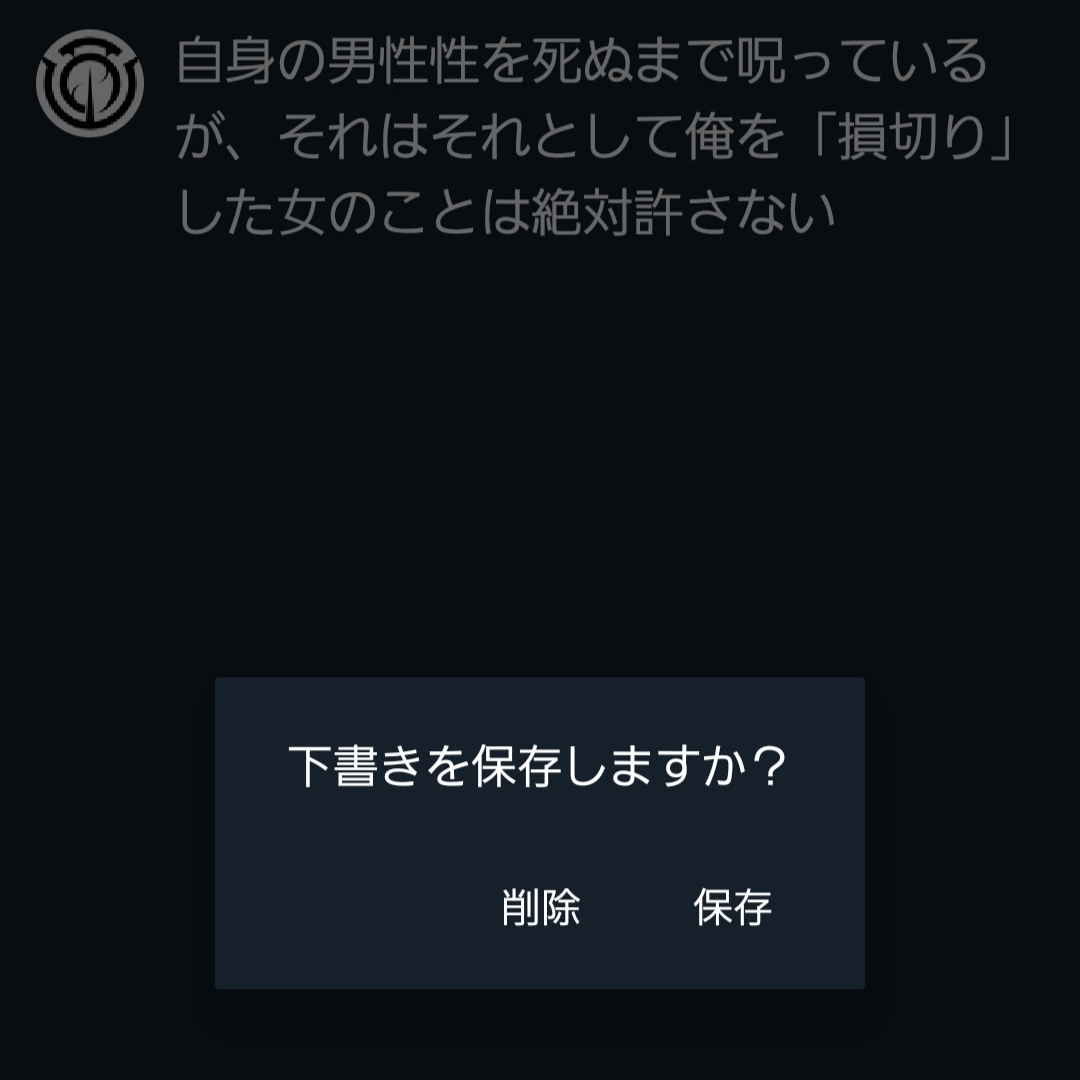 自身の男性性を死ぬまで呪っている
が、それはそれとして俺を「損切り」
した女のことは絶対許さない
下書きを保存しますか？
削除 保存